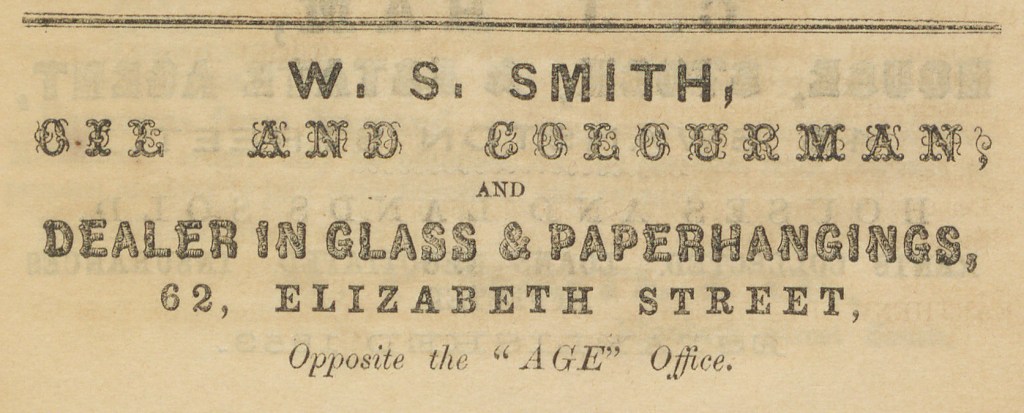 W. S. SMITH,
OIL AND COLOURMAN,
AND
DEALER IN GLASS & PAPERHANGINGS,
62, ELIZABETH STREET,
Opposite the "AGE" Office.